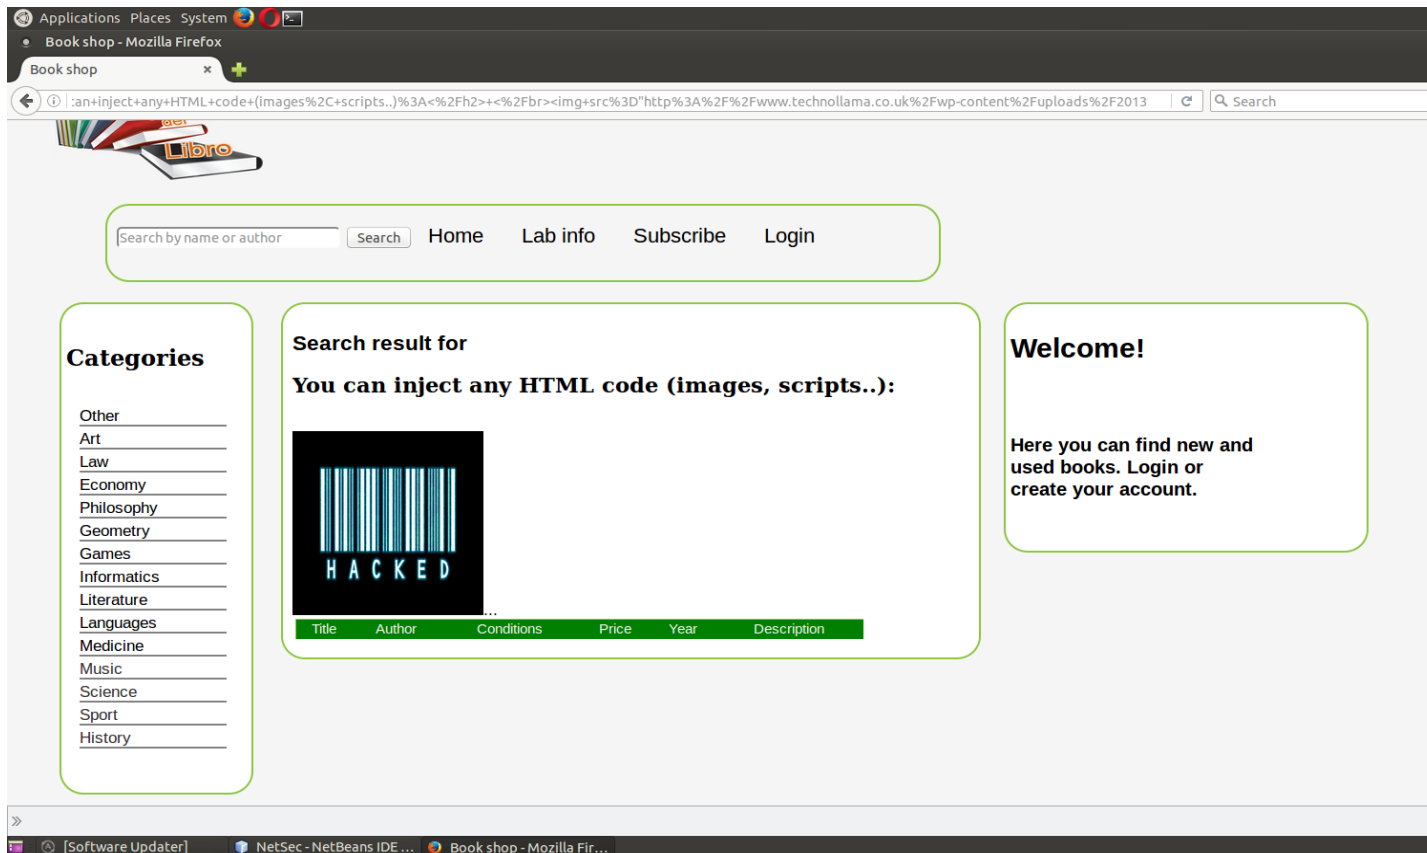 Applications Places System
Book shop - Mozilla Firefox
Book shop
:an+inject+any+HTML+code+(images%2C+scripts..)%3A<%2Fh2>+<%2Fbr><img+src%3D"http%3A%2F%2Fwww.technollama.co.uk%2Fwp-content%2Fuploads%2F2013
Search
der
Libro
Search by name or author
Search
Home
Lab info
Subscribe
Login
Categories
Other
Art
Law
Economy
Philosophy
Geometry
Games
Informatics
Literature
Languages
Medicine
Music
Science
Sport
History
Search result for
You can inject any HTML code (images, scripts..):
HACKED
...
Title Author Conditions Price Year Description
Welcome!
Here you can find new and
used books. Login or
create your account.
[Software Updater]
NetSec - NetBeans IDE ...
Book shop - Mozilla Fir...